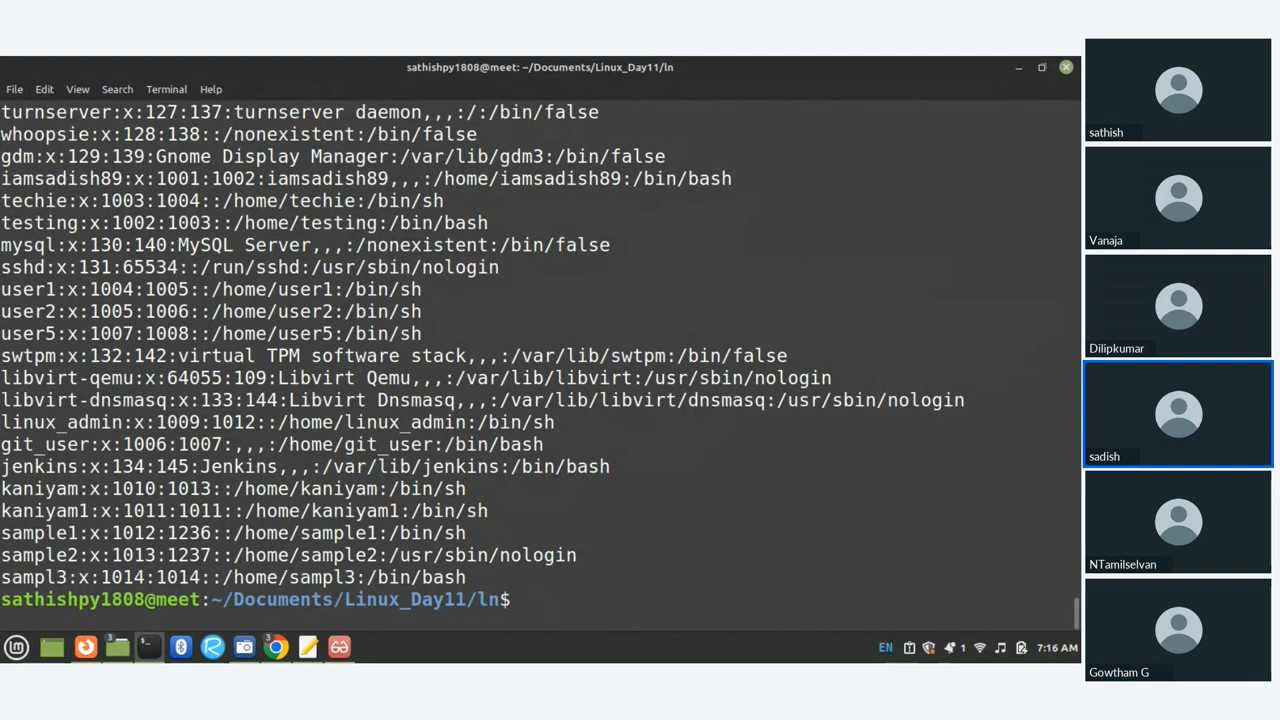 sathishpy1808@meet: ~/Documents/Linux_Day11/ln
File Edit View Search Terminal Help
turnserver:x:127:137:turnserver daemon,,,:/:/bin/false
whoopsie:x:128:138::/nonexistent:/bin/false
gdm:x:129:139:Gnome Display Manager:/var/lib/gdm3:/bin/false
iamsadish89:x:1001:1002:iamsadish89,,,:/home/iamsadish89:/bin/bash
techie:x:1003:1004::/home/techie:/bin/sh
testing:x:1002:1003::/home/testing:/bin/bash
mysql:x:130:140:MySQL Server,,,:/nonexistent:/bin/false
sshd:x:131:65534::/run/sshd:/usr/sbin/nologin
user1:x:1004:1005::/home/user1:/bin/sh
user2:x:1005:1006::/home/user2:/bin/sh
user5:x:1007:1008::/home/user5:/bin/sh
swtpm:x:132:142:virtual TPM software stack,,,:/var/lib/swtpm:/bin/false
libvirt-qemu:x:64055:109:Libvirt Qemu,,,:/var/lib/libvirt:/usr/sbin/nologin
libvirt-dnsmasq:x:133:144:Libvirt Dnsmasq,,,:/var/lib/libvirt/dnsmasq:/usr/sbin/nologin
linux_admin:x:1009:1012::/home/linux_admin:/bin/sh
git_user:x:1006:1007:,,,:/home/git_user:/bin/bash
jenkins:x:134:145:Jenkins,,,:/var/lib/jenkins:/bin/bash
kaniyam:x:1010:1013::/home/kaniyam:/bin/sh
kaniyam1:x:1011:1011::/home/kaniyam1:/bin/sh
sample1:x:1012:1236::/home/sample1:/bin/sh
sample2:x:1013:1237::/home/sample2:/usr/sbin/nologin
sampl3:x:1014:1014::/home/sampl3:/bin/bash
sathishpy1808@meet:~/Documents/Linux_Day11/ln$
3
3
EN
1
7:16 AM
sathish
Vanaja
Dilipkumar
sadish
NTamilselvan
Gowtham G